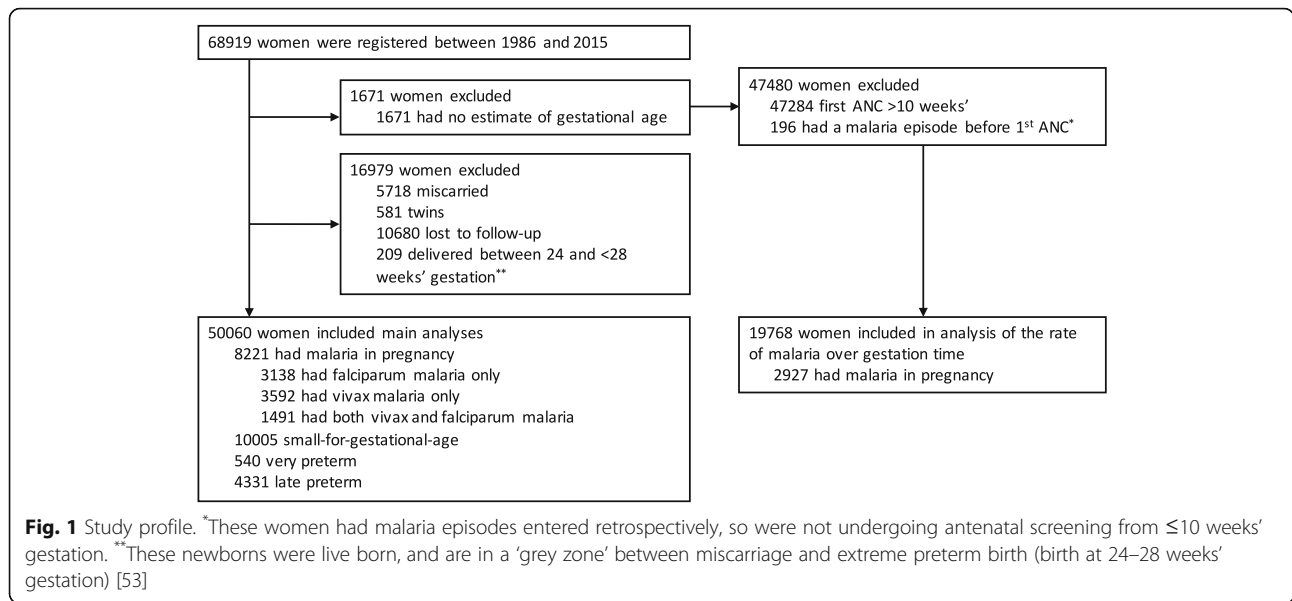 68919 women were registered between 1986 and 2015
1671 women excluded
1671 had no estimate of gestational age
47480 women excluded
47284 first ANC >10 weeks’
196 had a malaria episode before 1st ANC*
16979 women excluded
5718 miscarried
581 twins
10680 lost to follow-up
209 delivered between 24 and <28
weeks’ gestation**
50060 women included main analyses
8221 had malaria in pregnancy
3138 had falciparum malaria only
3592 had vivax malaria only
1491 had both vivax and falciparum malaria
10005 small-for-gestational-age
540 very preterm
4331 late preterm
19768 women included in analysis of the rate
of malaria over gestation time
2927 had malaria in pregnancy
Fig. 1 Study profile. *These women had malaria episodes entered retrospectively, so were not undergoing antenatal screening from ≤10 weeks’
gestation. **These newborns were live born, and are in a ‘grey zone’ between miscarriage and extreme preterm birth (birth at 24–28 weeks’
gestation) [53]